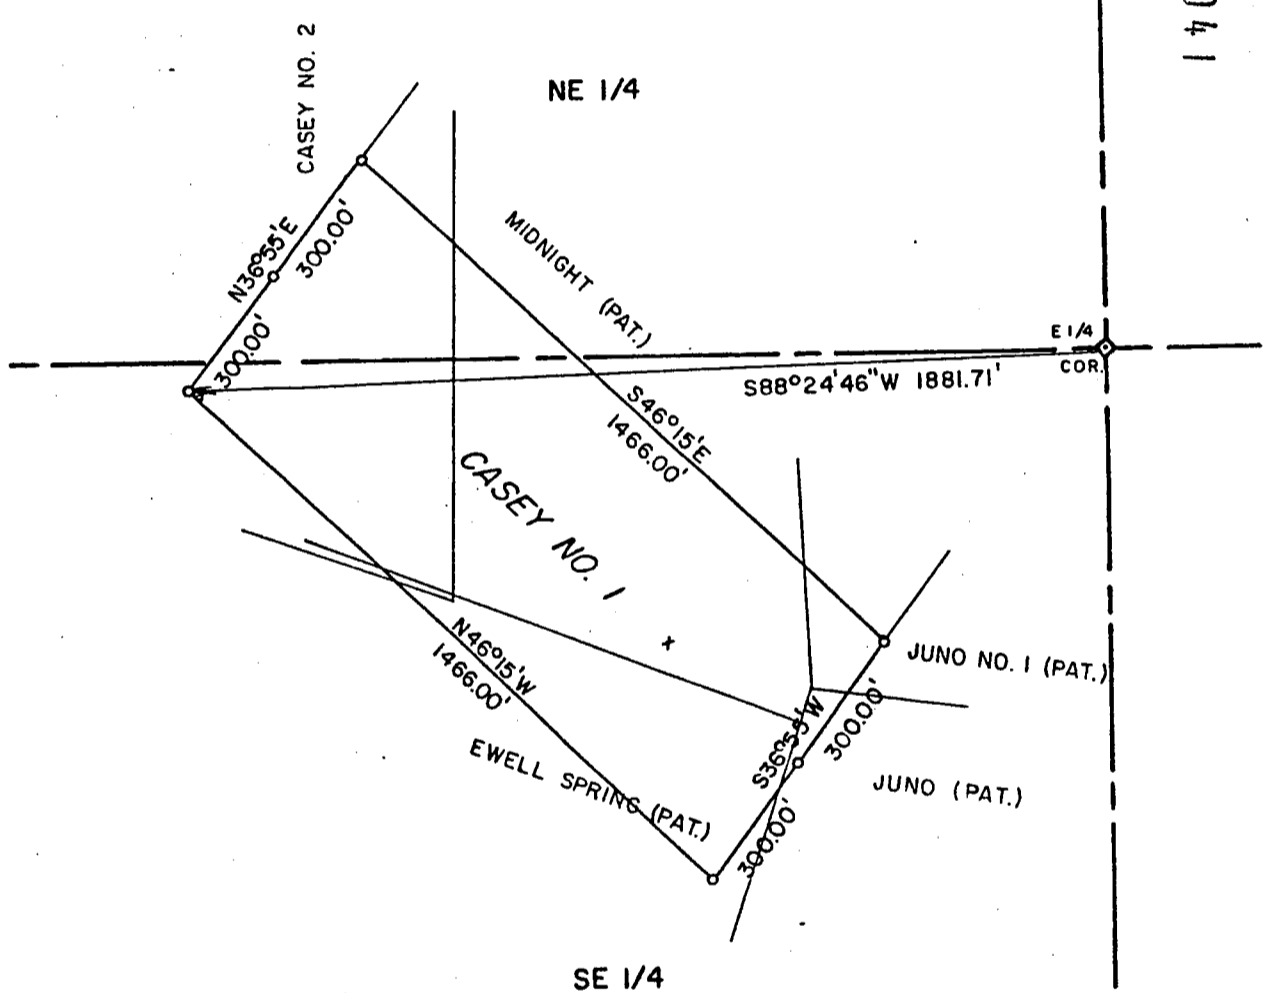 041
CASEY NO. 2
NE 1/4
N36°55'E
300.00'
300.00'
MIDNIGHT (PAT.)
E 1/4
COR.
S88°24'46"W 1881.71'
S46°15'E
1466.00'
CASEY NO. 1
x
N46°15'W
1466.00'
JUNO NO. 1 (PAT.)
S36°55'W
300.00'
300.00'
EWELL SPRING (PAT.)
JUNO (PAT.)
SE 1/4